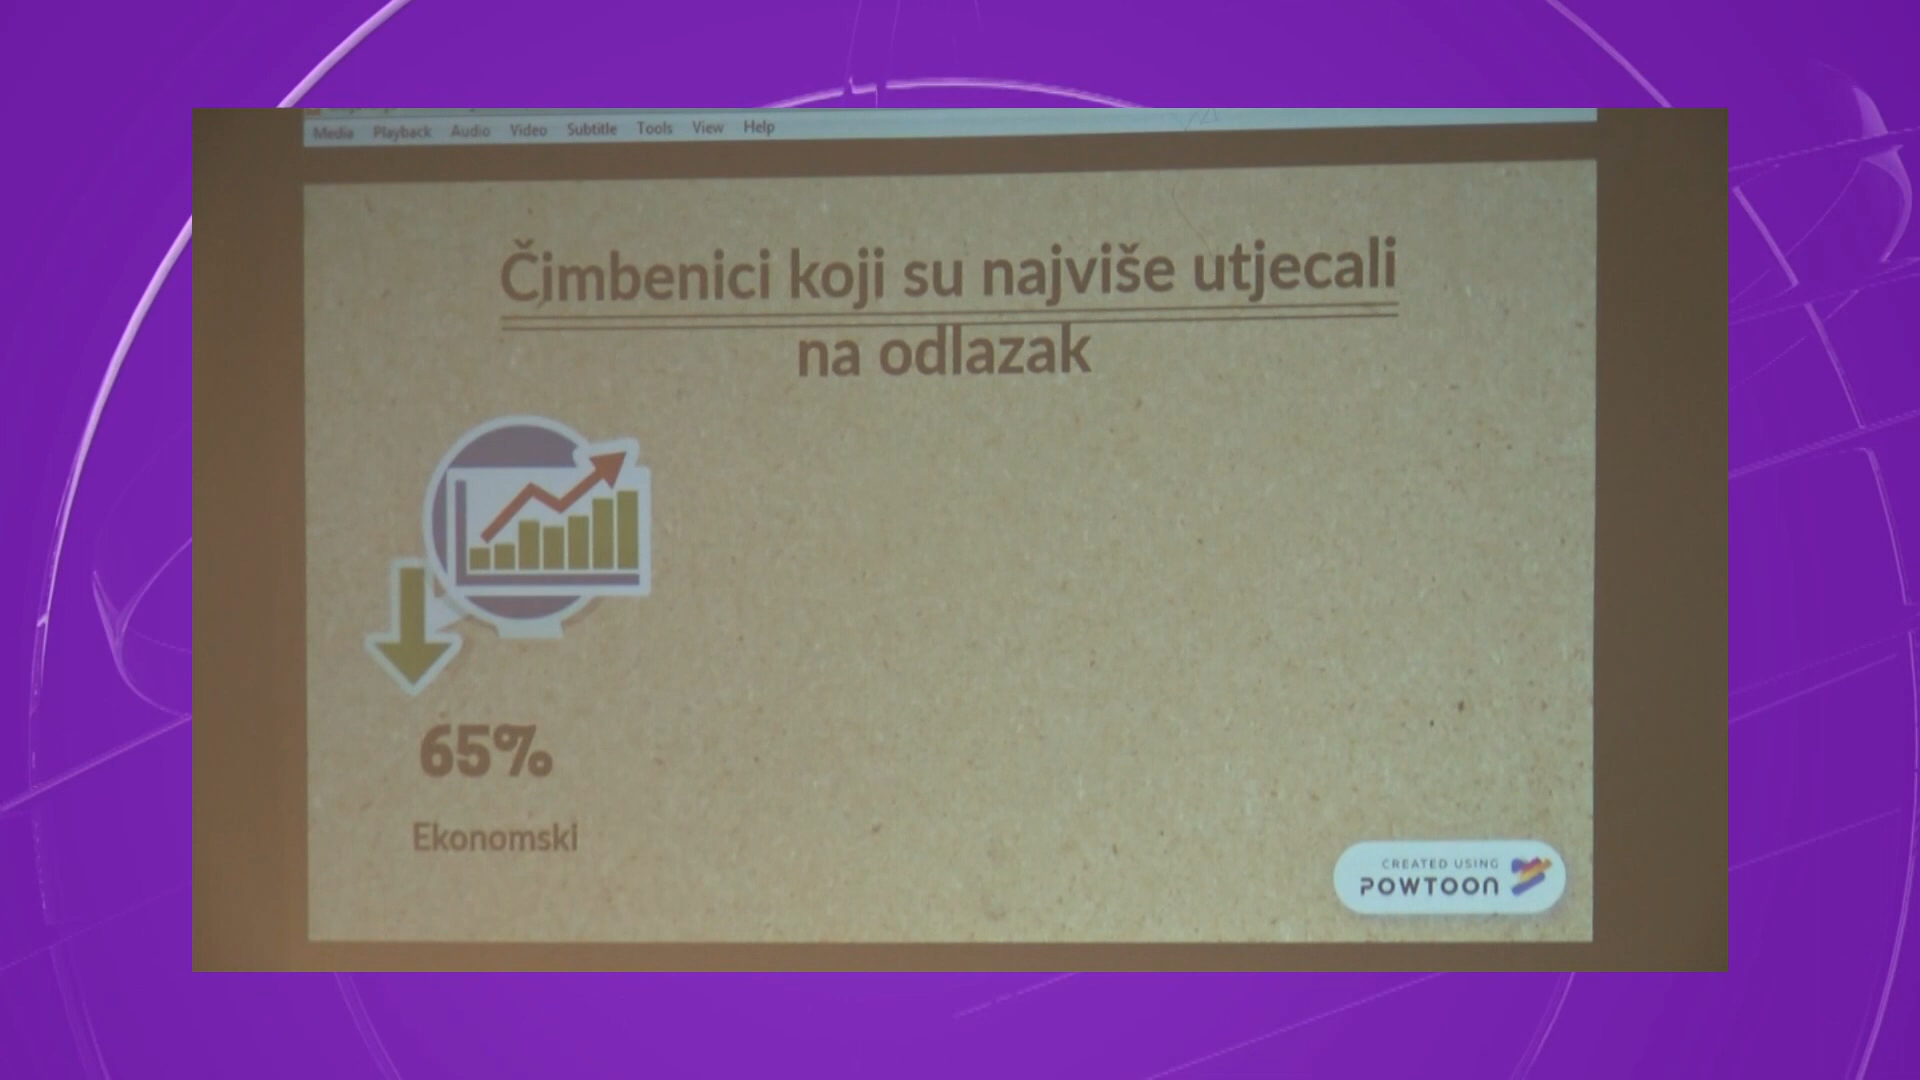 Media Playback Audio Video Subtitle Tools View Help
Čimbenici koji su najviše utjecali
na odlazak
65%
Ekonomski
CREATED USING
POWTOON